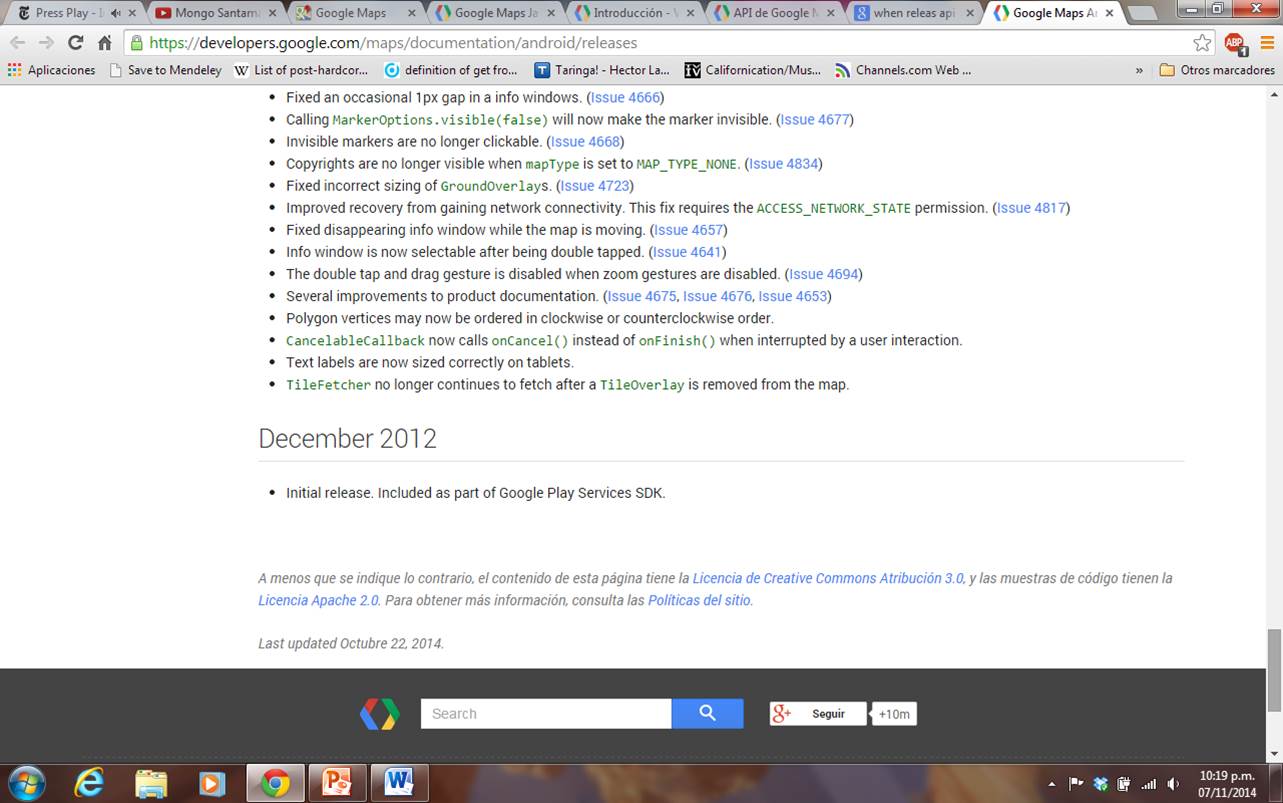 Press Play - I
Mongo Santama
Google Maps
Google Maps Ja
Introducción - V
API de Google M
when releas api
Google Maps An
https://developers.google.com/maps/documentation/android/releases
ABP 1
Aplicaciones
Save to Mendeley
W List of post-hardcor...
definition of get fro...
T Taringa! - Hector La...
Californication/Mus...
Channels.com Web ...
»
Otros marcadores
• Fixed an occasional 1px gap in a info windows. (Issue 4666)
• Calling MarkerOptions.visible(false) will now make the marker invisible. (Issue 4677)
• Invisible markers are no longer clickable. (Issue 4668)
• Copyrights are no longer visible when mapType is set to MAP_TYPE_NONE. (Issue 4834)
• Fixed incorrect sizing of GroundOverlays. (Issue 4723)
• Improved recovery from gaining network connectivity. This fix requires the ACCESS_NETWORK_STATE permission. (Issue 4817)
• Fixed disappearing info window while the map is moving. (Issue 4657)
• Info window is now selectable after being double tapped. (Issue 4641)
• The double tap and drag gesture is disabled when zoom gestures are disabled. (Issue 4694)
• Several improvements to product documentation. (Issue 4675, Issue 4676, Issue 4653)
• Polygon vertices may now be ordered in clockwise or counterclockwise order.
• CancelableCallback now calls onCancel() instead of onFinish() when interrupted by a user interaction.
• Text labels are now sized correctly on tablets.
• TileFetcher no longer continues to fetch after a TileOverlay is removed from the map.
December 2012
• Initial release. Included as part of Google Play Services SDK.
A menos que se indique lo contrario, el contenido de esta página tiene la Licencia de Creative Commons Atribución 3.0, y las muestras de código tienen la
Licencia Apache 2.0. Para obtener más información, consulta las Políticas del sitio.
Last updated Octubre 22, 2014.
Search
g+ Seguir
+10m
10:19 p.m.
07/11/2014